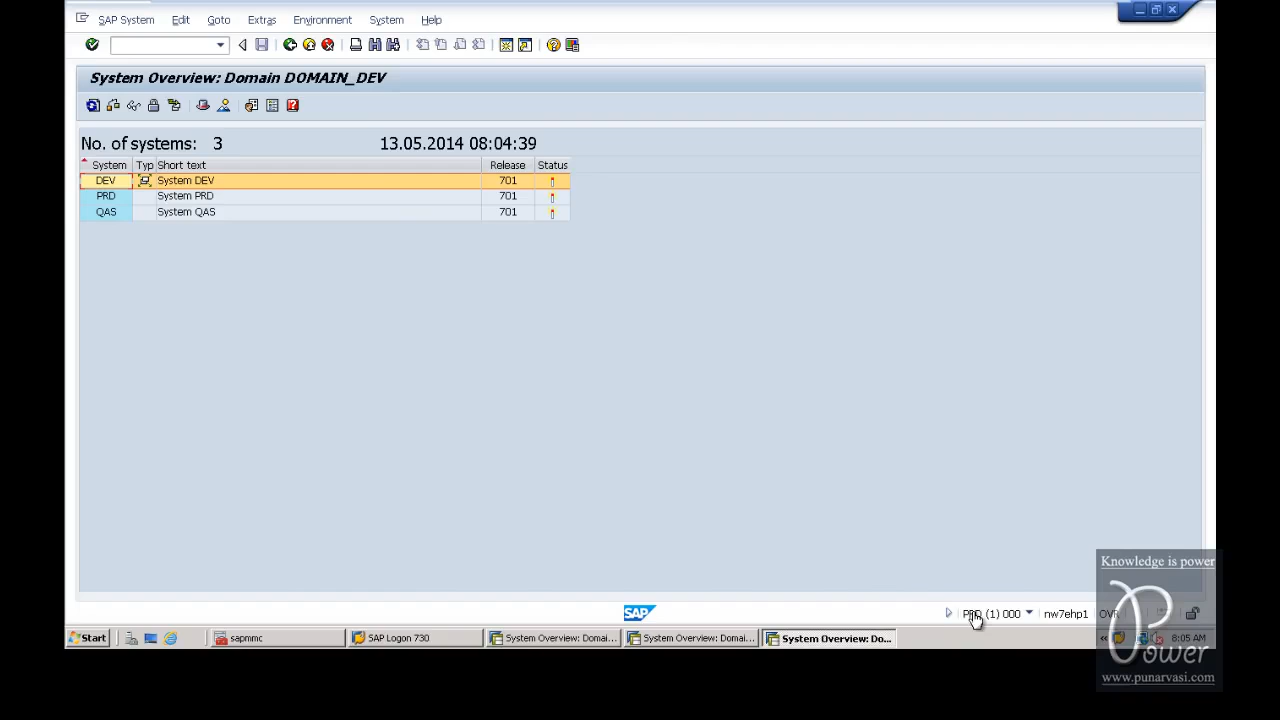 SAP System Edit Goto Extras Environment System Help
System Overview: Domain DOMAIN_DEV
No. of systems: 3 13.05.2014 08:04:39
System Typ Short text Release Status
DEV System DEV 701
PRD System PRD 701
QAS System QAS 701
Knowledge is power
SAP
(1) 000 nw7ehp1 OVR
Start sapmmc SAP Logon 730 System Overview: Domai... System Overview: Domai... System Overview: Do... 8:05 AM
Power
www.punarvasi.com